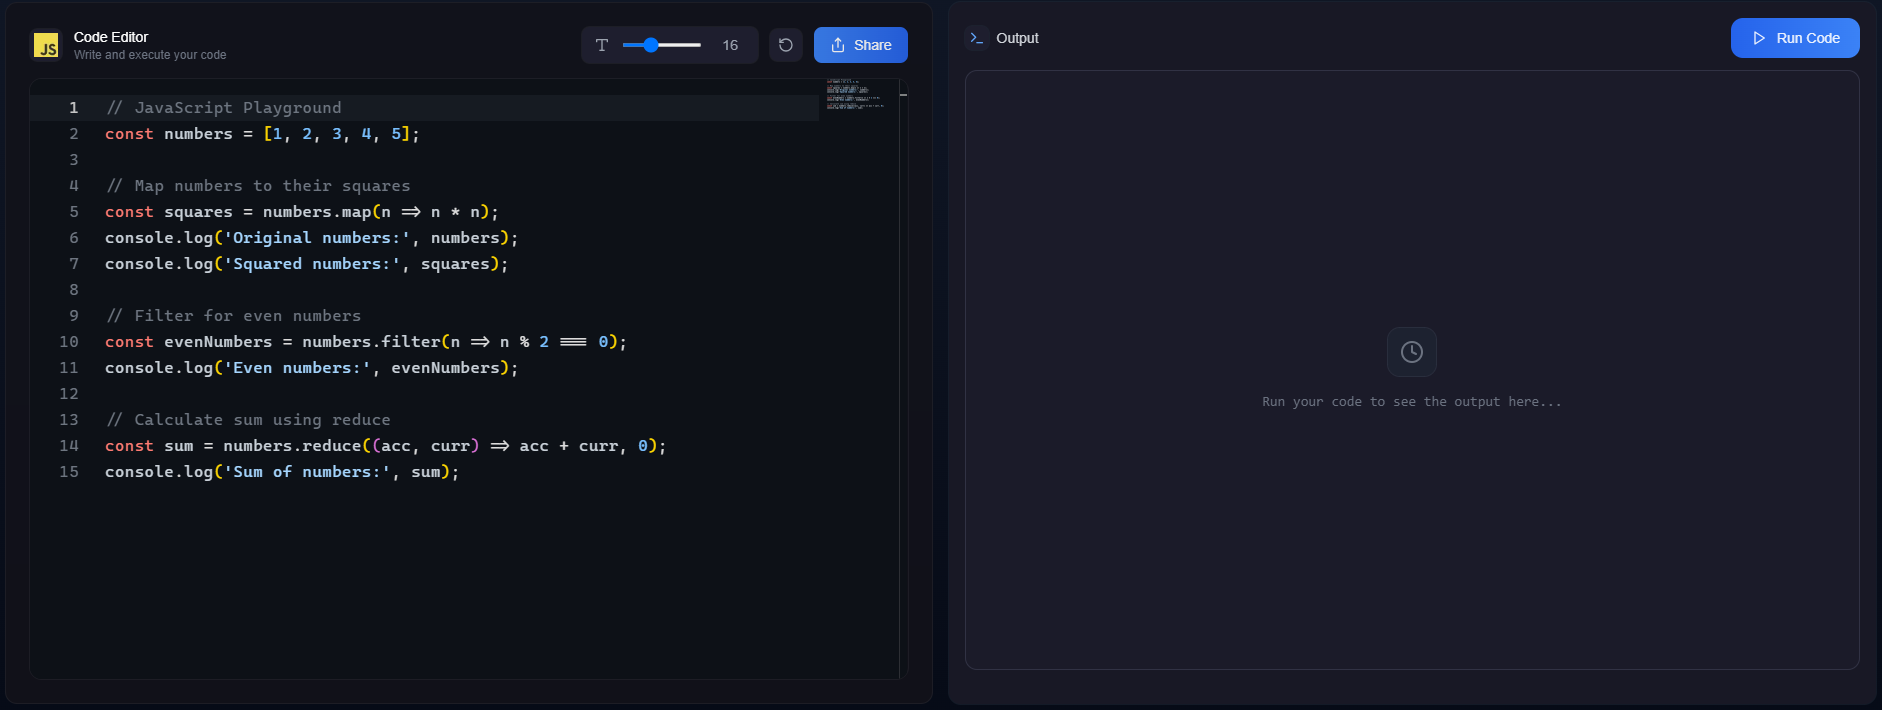 JS
Code Editor
Write and execute your code
T
16
Share
1 // JavaScript Playground
2 const numbers = [1, 2, 3, 4, 5];
3
4 // Map numbers to their squares
5 const squares = numbers.map(n => n * n);
6 console.log('Original numbers:', numbers);
7 console.log('Squared numbers:', squares);
8
9 // Filter for even numbers
10 const evenNumbers = numbers.filter(n => n % 2 === 0);
11 console.log('Even numbers:', evenNumbers);
12
13 // Calculate sum using reduce
14 const sum = numbers.reduce((acc, curr) => acc + curr, 0);
15 console.log('Sum of numbers:', sum);
Output
Run Code
Run your code to see the output here...